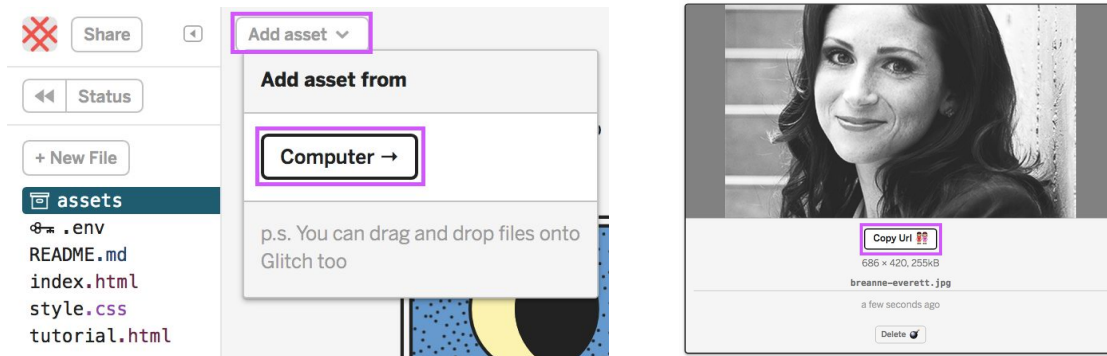 Share
Status
+ New File
assets
.env
README.md
index.html
style.css
tutorial.html
Add asset
Add asset from
Computer →
p.s. You can drag and drop files onto
Glitch too
Copy Url
686 × 420, 255kB
breanne-everett.jpg
a few seconds ago
Delete